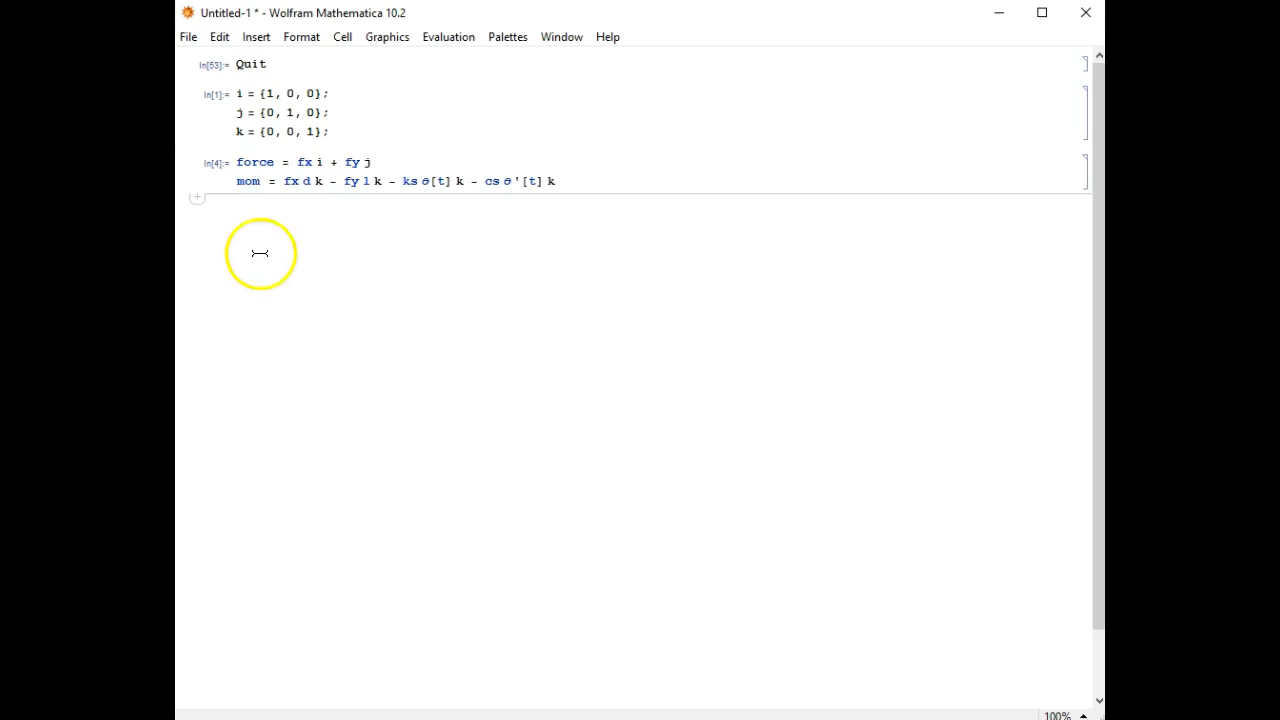 Untitled-1 * - Wolfram Mathematica 10.2
File Edit Insert Format Cell Graphics Evaluation Palettes Window Help
In[53]:= Quit
In[1]:= i = {1, 0, 0};
j = {0, 1, 0};
k = {0, 0, 1};
In[4]:= force = fx i + fy j
mom = fx d k - fy l k - ks θ[t] k - cs θ'[t] k
100%